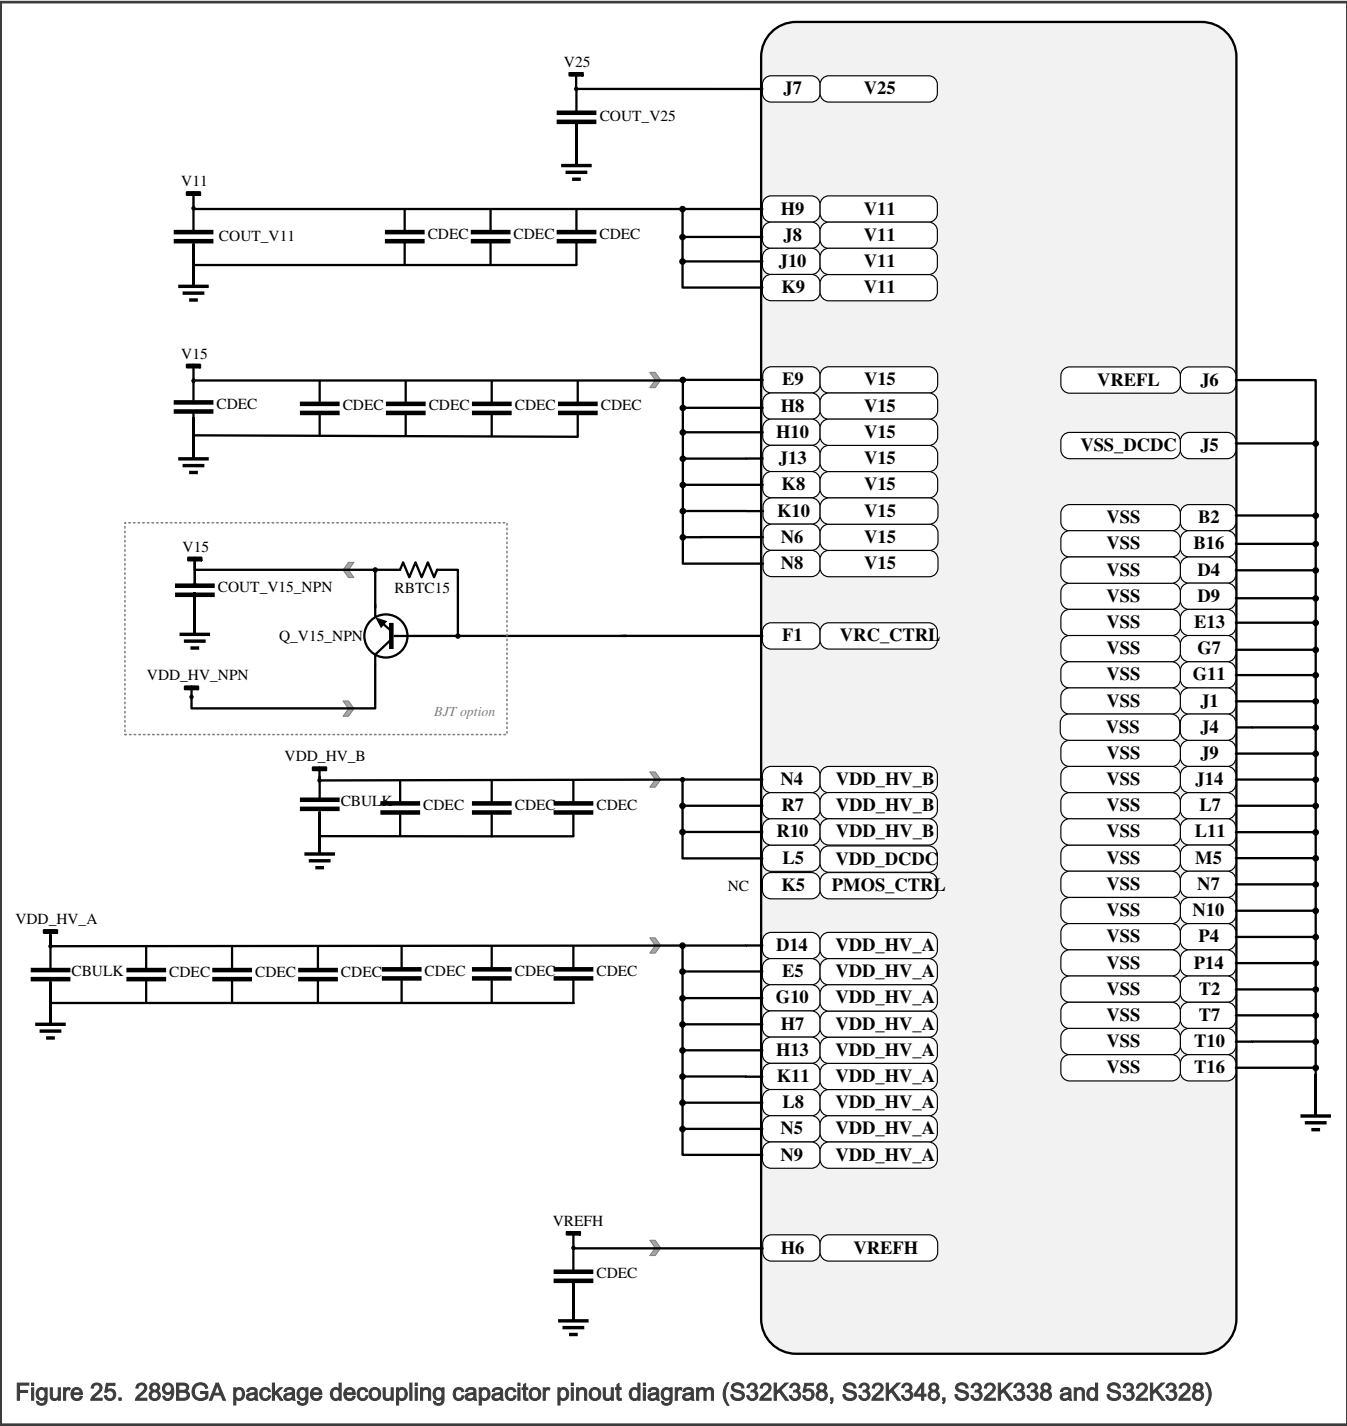 V25
J7 V25
COUT_V25
V11
H9 V11
COUT_V11 CDEC CDEC CDEC J8 V11
J10 V11
K9 V11
V15
E9 V15 VREFL J6
CDEC CDEC CDEC CDEC CDEC H8 V15
H10 V15
VSS_DCDC J5
J13 V15
K8 V15
K10 V15 VSS B2
N6 V15 VSS B16
V15
N8 V15 VSS D4
COUT_V15_NPN RBTC15
VSS D9
VSS E13
Q_V15_NPN F1 VRC_CTRL
VSS G7
VDD_HV_NPN VSS G11
VSS J1
BJT option
VSS J4
VDD_HV_B VSS J9
N4 VDD_HV_B VSS J14
CBULK CDEC CDEC CDEC R7 VDD_HV_B VSS L7
R10 VDD_HV_B VSS L11
L5 VDD_DCDC VSS M5
NC K5 PMOS_CTRL VSS N7
VDD_HV_A VSS N10
D14 VDD_HV_A VSS P4
CBULK CDEC CDEC CDEC CDEC CDEC CDEC E5 VDD_HV_A VSS P14
G10 VDD_HV_A VSS T2
H7 VDD_HV_A VSS T7
H13 VDD_HV_A VSS T10
K11 VDD_HV_A VSS T16
L8 VDD_HV_A
N5 VDD_HV_A
N9 VDD_HV_A
VREFH
H6 VREFH
CDEC
Figure 25. 289BGA package decoupling capacitor pinout diagram (S32K358, S32K348, S32K338 and S32K328)